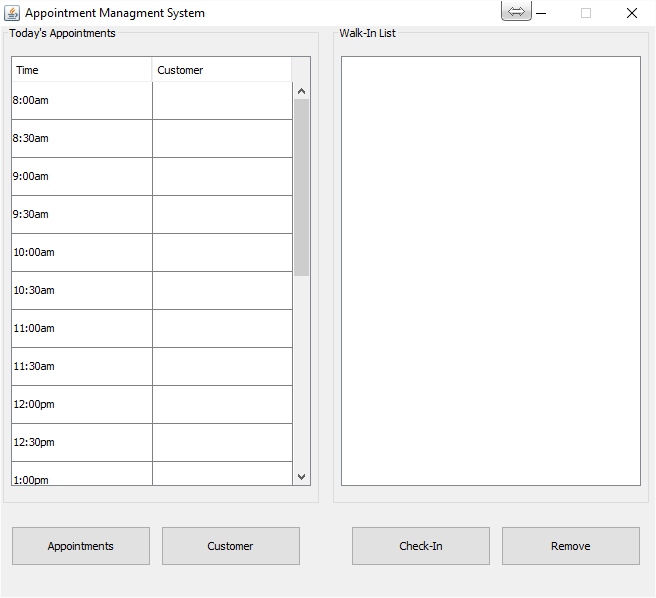 Appointment Managment System
Today's Appointments
Time Customer
8:00am
8:30am
9:00am
9:30am
10:00am
10:30am
11:00am
11:30am
12:00pm
12:30pm
1:00pm
Walk-In List
Appointments Customer Check-In Remove